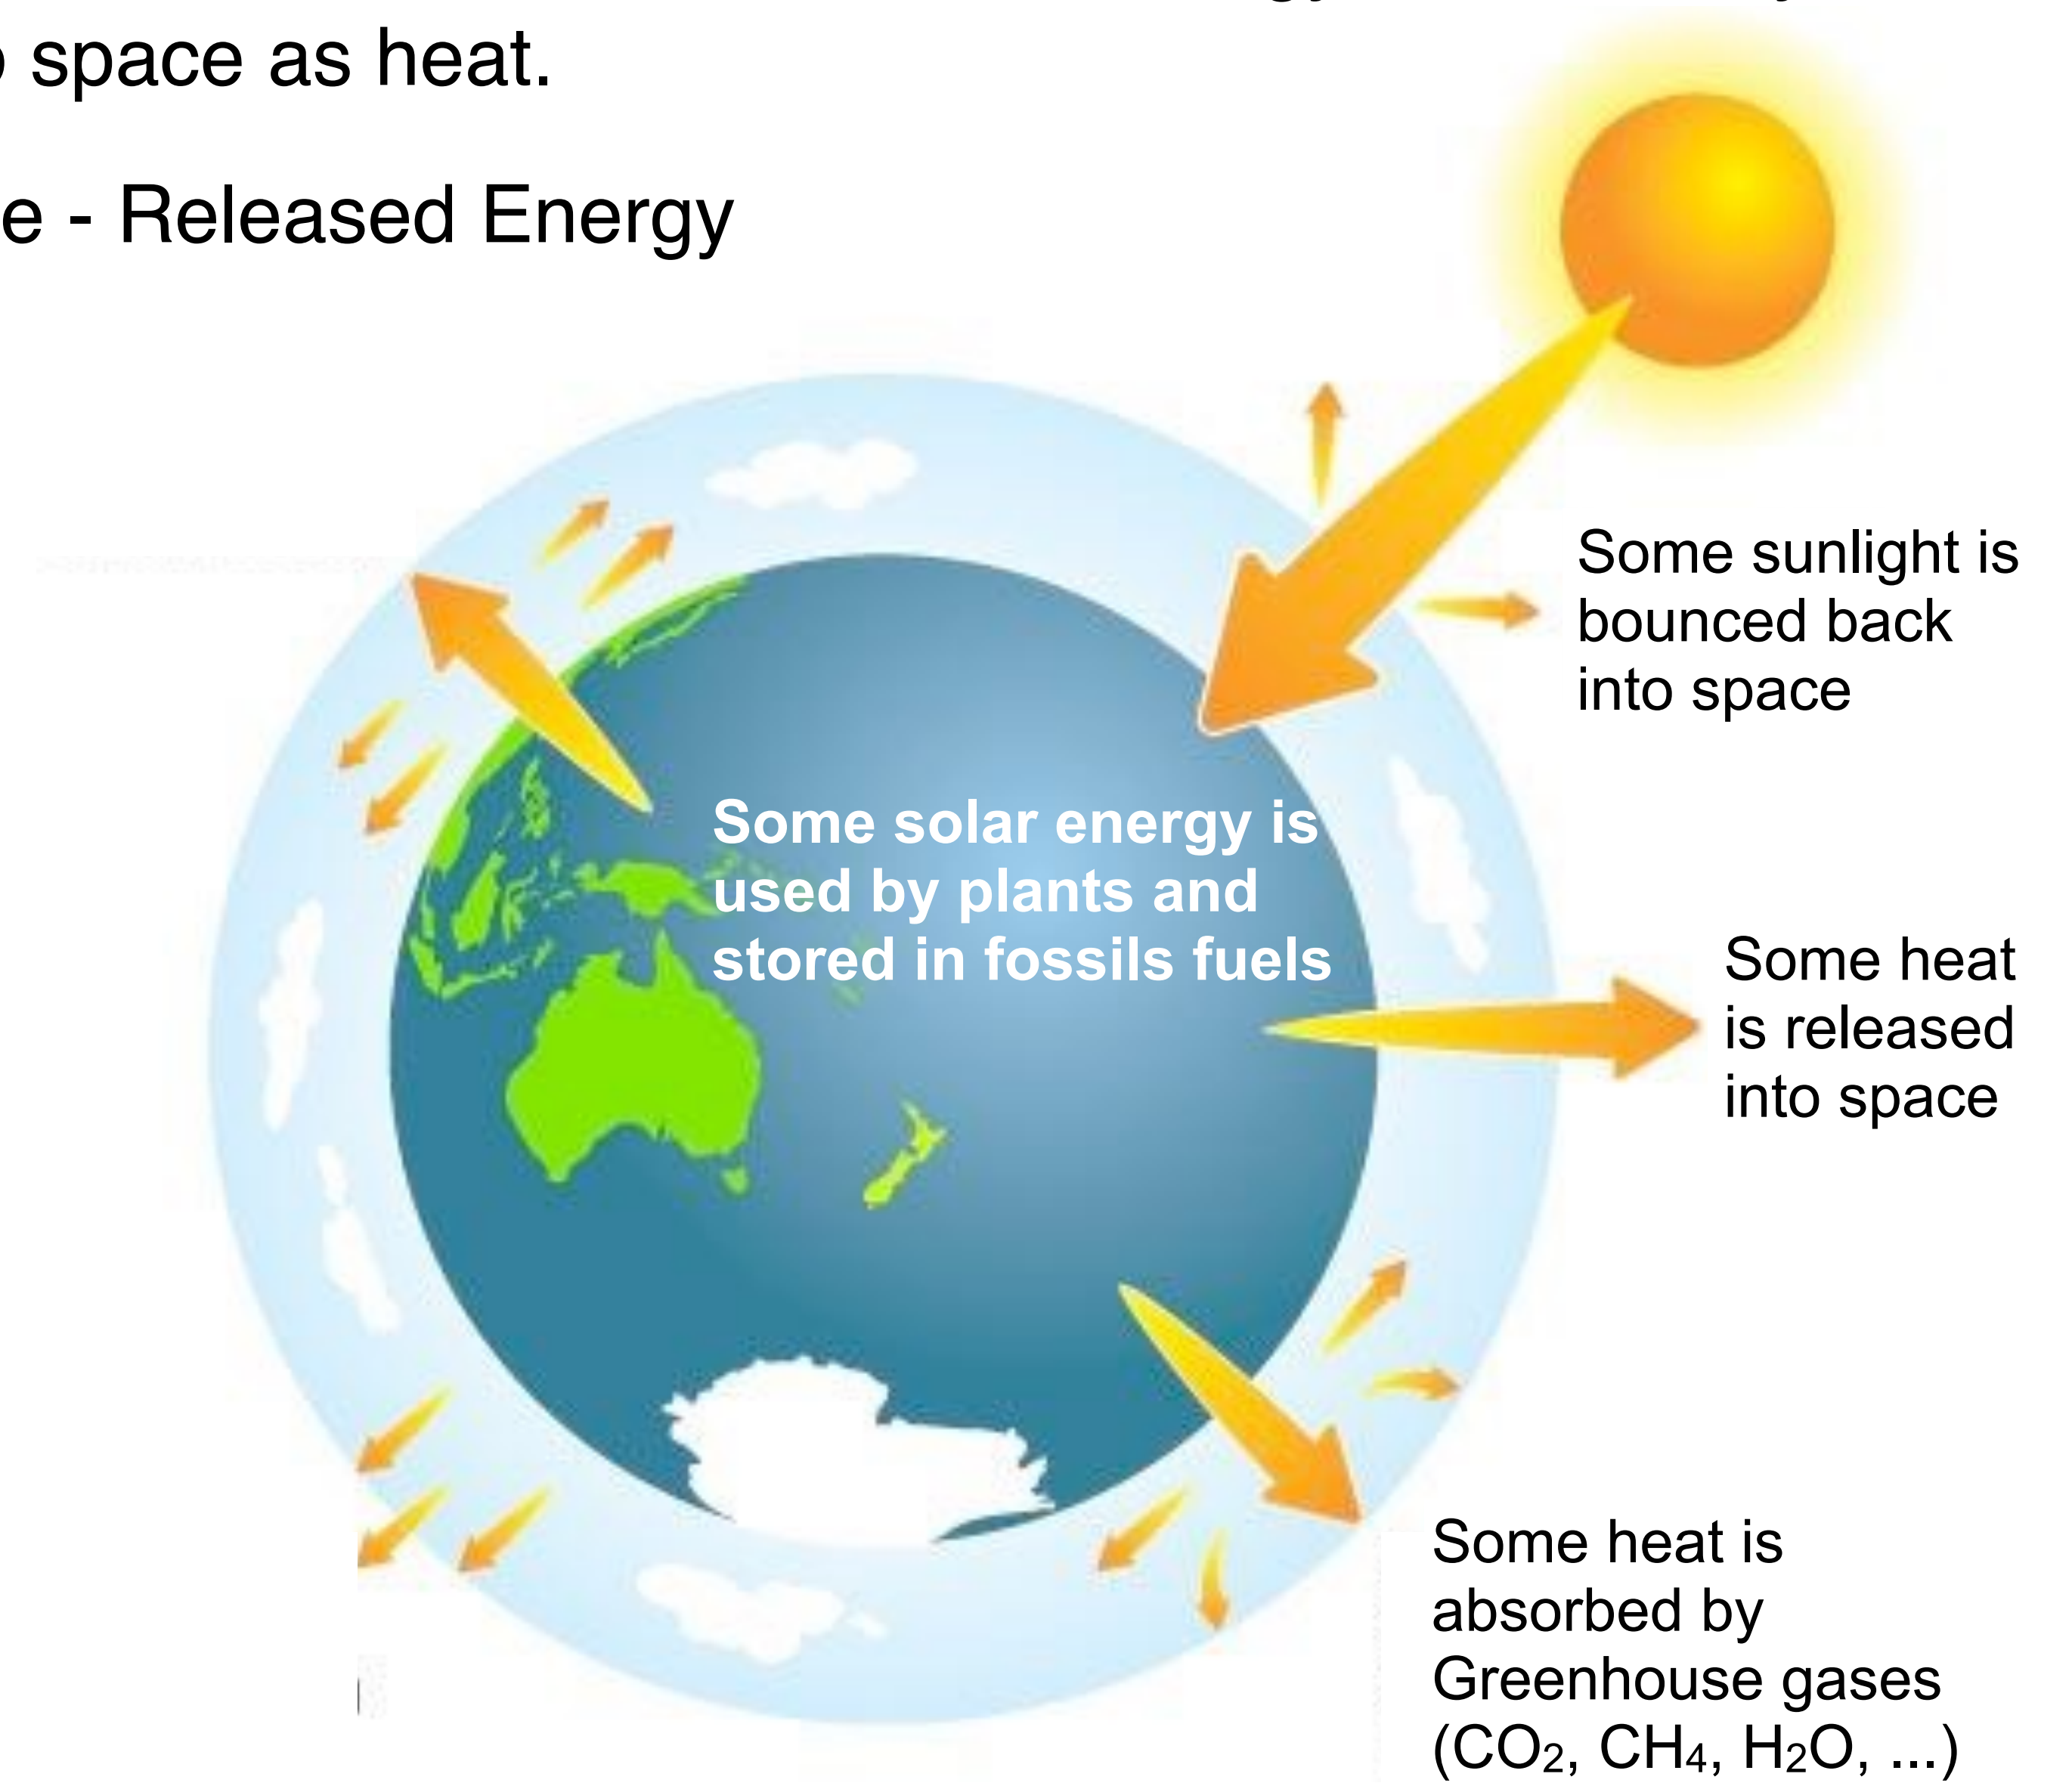 space as heat.
e - Released Energy
Some sunlight is
bounced back
into space
Some solar energy is
used by plants and
stored in fossils fuels
Some heat
is released
into space
Some heat is
absorbed by
Greenhouse gases
(CO₂, CH₄, H₂O, ...)